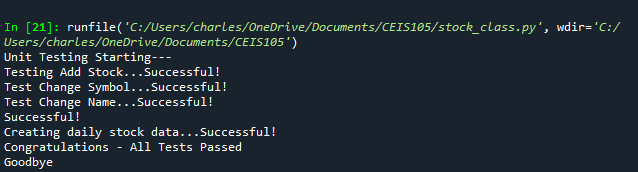 In [21]: runfile('C:/Users/charles/OneDrive/Documents/CEIS105/stock_class.py', wdir='C:/
Users/charles/OneDrive/Documents/CEIS105')
Unit Testing Starting---
Testing Add Stock...Successful!
Test Change Symbol...Successful!
Test Change Name...Successful!
Successful!
Creating daily stock data...Successful!
Congratulations - All Tests Passed
Goodbye